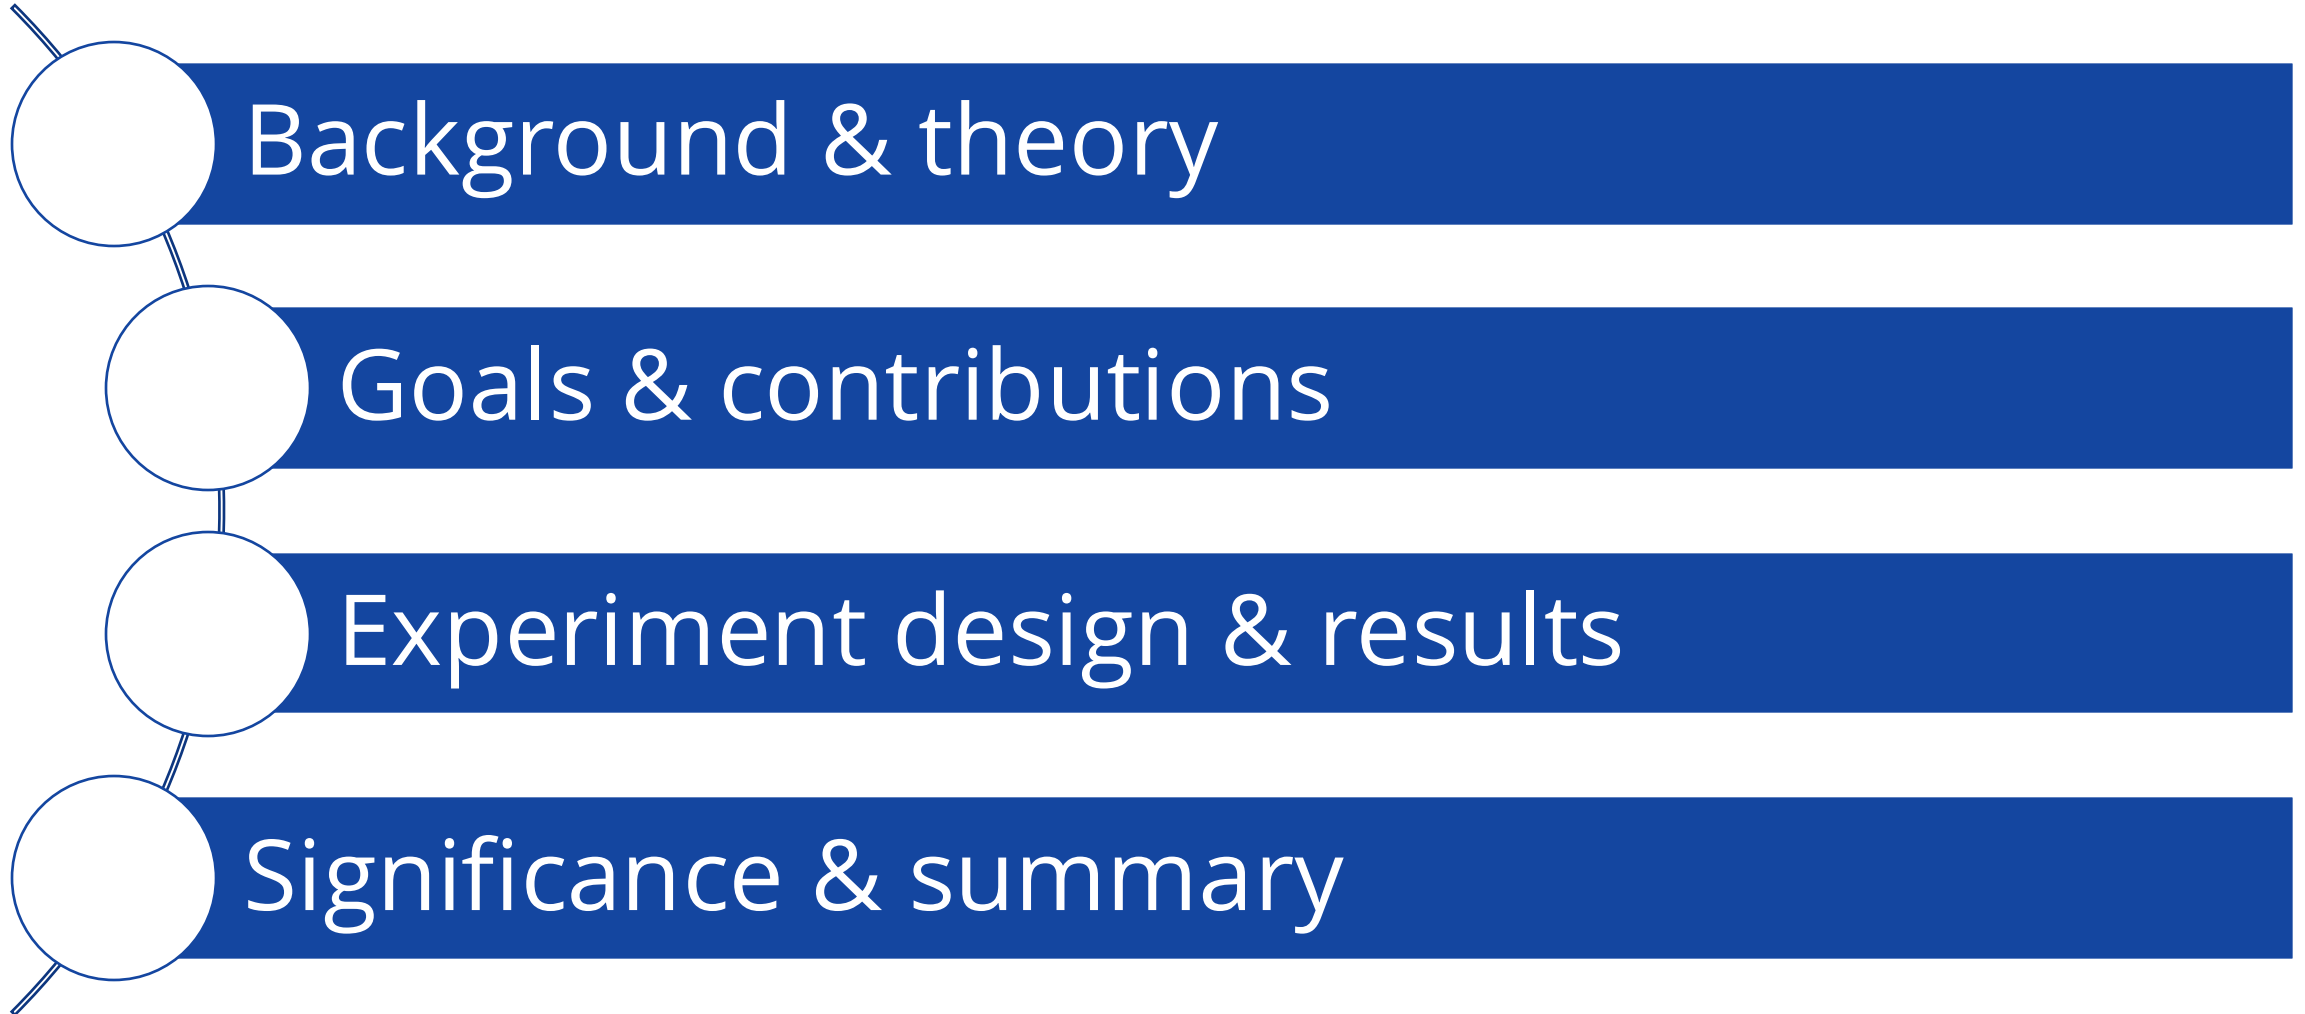 Background & theory
Goals & contributions
Experiment design & results
Significance & summary